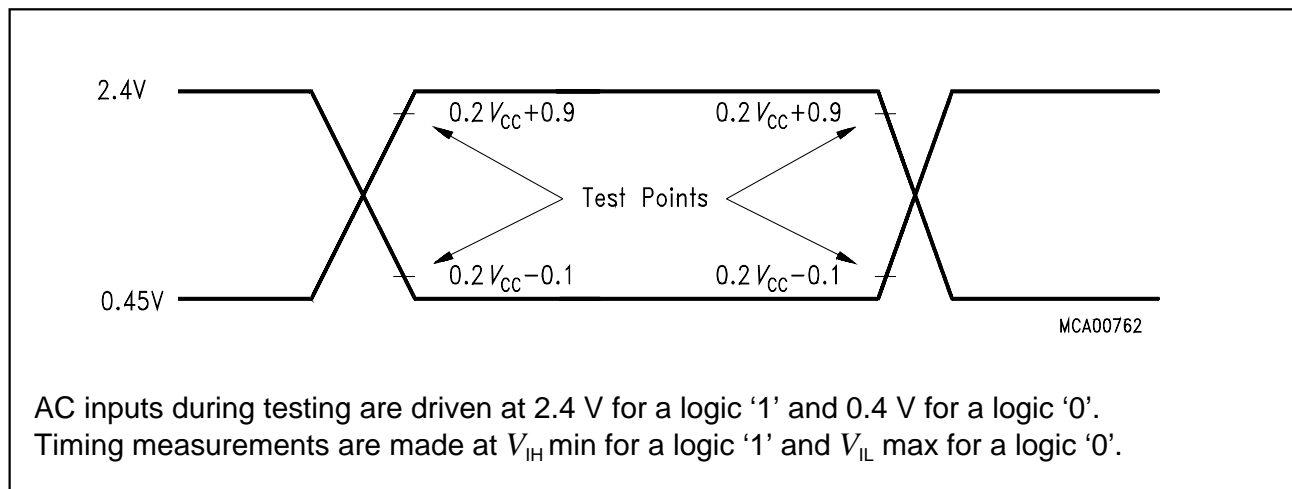 2.4V
0.2 VCC+0.9 0.2 VCC+0.9
Test Points
0.2 VCC−0.1 0.2 VCC−0.1
0.45V
MCA00762
AC inputs during testing are driven at 2.4 V for a logic ‘1’ and 0.4 V for a logic ‘0’.
Timing measurements are made at VIH min for a logic ‘1’ and VIL max for a logic ‘0’.